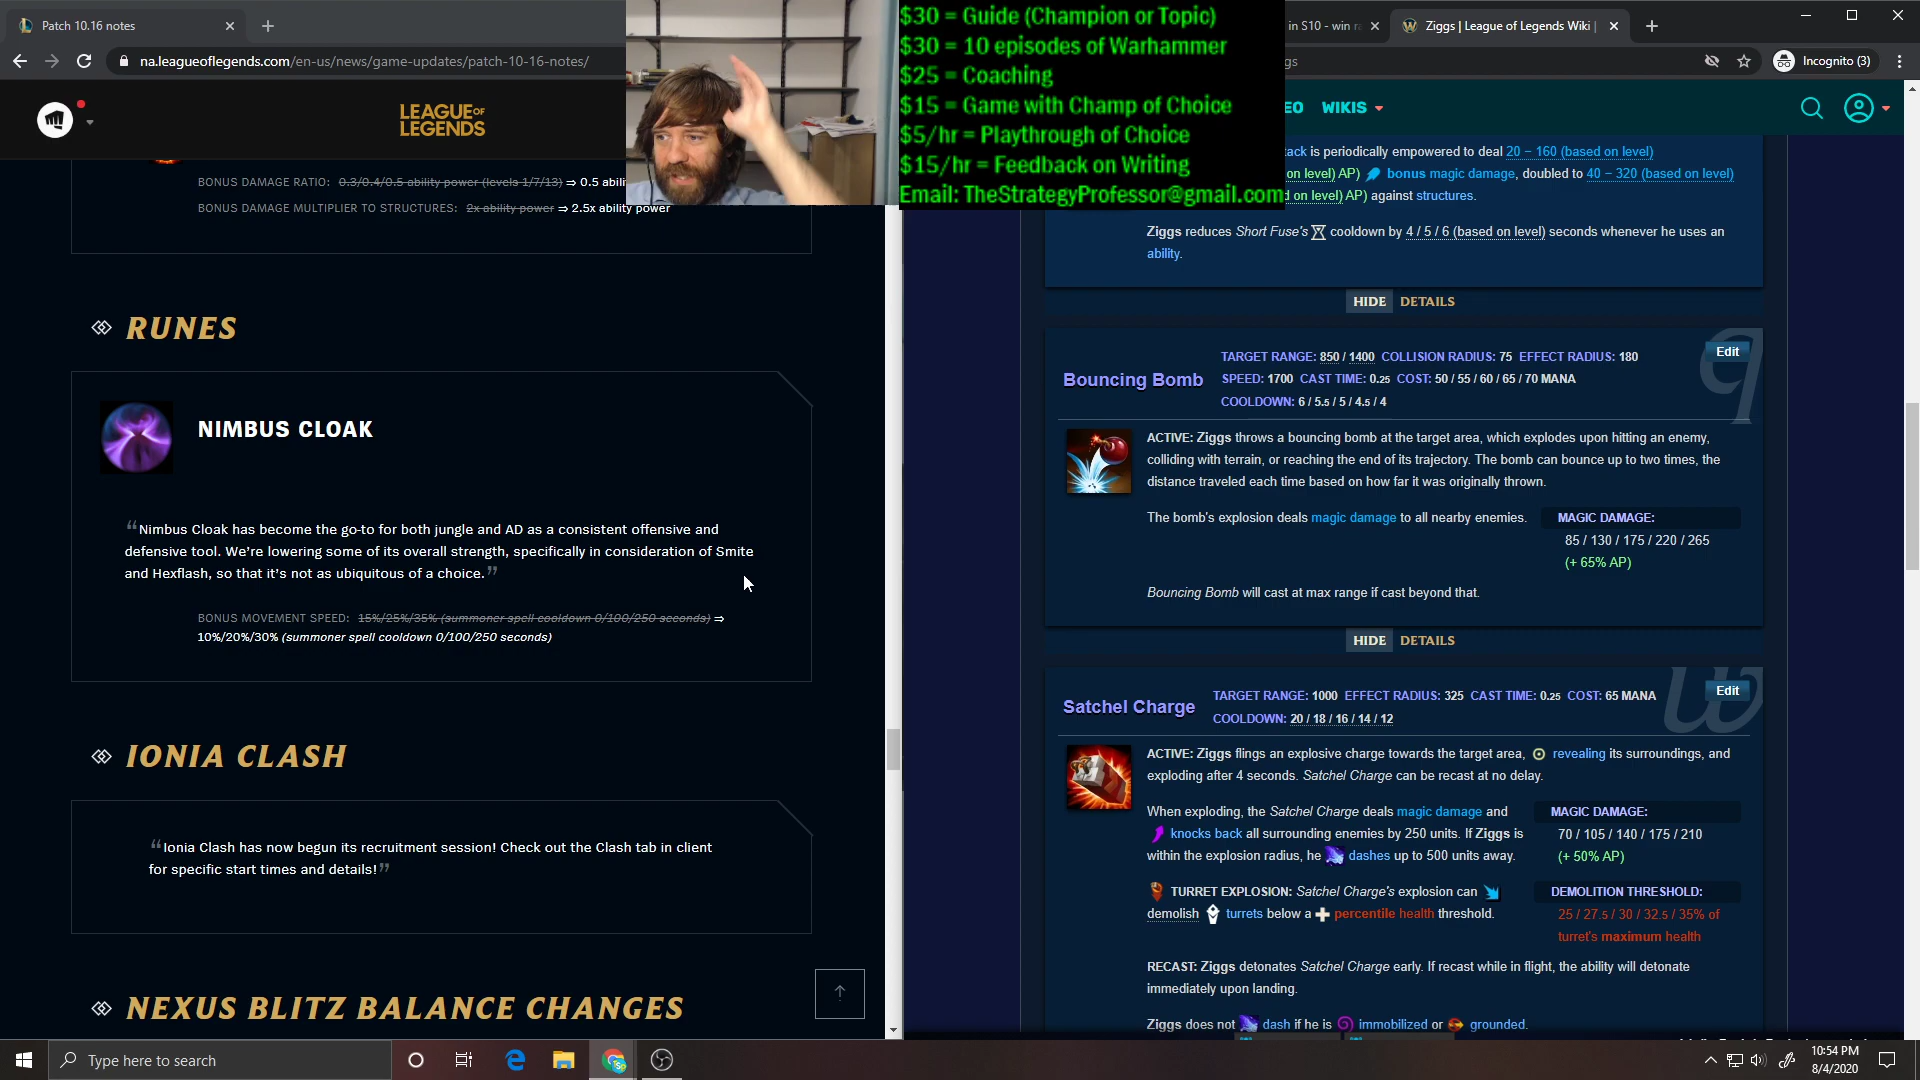 Patch 10.16 notes
na.leagueoflegends.com/en-us/news/game-updates/patch-10-16-notes/
LEAGUE OF
LEGENDS
BONUS DAMAGE RATIO: 0.3/0.4/0.5 ability power (levels 1/7/13) ⇒ 0.5 abili
BONUS DAMAGE MULTIPLIER TO STRUCTURES: 2x ability power ⇒ 2.5x ability power
RUNES
NIMBUS CLOAK
“Nimbus Cloak has become the go-to for both jungle and AD as a consistent offensive and
defensive tool. We're lowering some of its overall strength, specifically in consideration of Smite
and Hexflash, so that it's not as ubiquitous of a choice.”
BONUS MOVEMENT SPEED: 15%/25%/35% (summoner spell cooldown 0/100/250 seconds) ⇒
10%/20%/30% (summoner spell cooldown 0/100/250 seconds)
IONIA CLASH
“Ionia Clash has now begun its recruitment session! Check out the Clash tab in client
for specific start times and details!”
NEXUS BLITZ BALANCE CHANGES
$30 = Guide (Champion or Topic)
$30 = 10 episodes of Warhammer
$25 = Coaching
$15 = Game with Champ of Choice
$5/hr = Playthrough of Choice
$15/hr = Feedback on Writing
Email: TheStrategyProfessor@gmail.com
in S10 - win ra
Ziggs | League of Legends Wiki |
gs
Incognito (3)
EO WIKIS
ack is periodically empowered to deal 20 − 160 (based on level)
on level) AP) bonus magic damage, doubled to 40 − 320 (based on level)
d on level) AP) against structures.
Ziggs reduces Short Fuse's cooldown by 4 / 5 / 6 (based on level) seconds whenever he uses an
ability.
HIDE DETAILS
Bouncing Bomb
TARGET RANGE: 850 / 1400 COLLISION RADIUS: 75 EFFECT RADIUS: 180
SPEED: 1700 CAST TIME: 0.25 COST: 50 / 55 / 60 / 65 / 70 MANA
COOLDOWN: 6 / 5.5 / 5 / 4.5 / 4
Edit
q
ACTIVE: Ziggs throws a bouncing bomb at the target area, which explodes upon hitting an enemy,
colliding with terrain, or reaching the end of its trajectory. The bomb can bounce up to two times, the
distance traveled each time based on how far it was originally thrown.
The bomb's explosion deals magic damage to all nearby enemies.
MAGIC DAMAGE:
85 / 130 / 175 / 220 / 265
(+ 65% AP)
Bouncing Bomb will cast at max range if cast beyond that.
HIDE DETAILS
Satchel Charge
TARGET RANGE: 1000 EFFECT RADIUS: 325 CAST TIME: 0.25 COST: 65 MANA
COOLDOWN: 20 / 18 / 16 / 14 / 12
Edit
w
ACTIVE: Ziggs flings an explosive charge towards the target area, revealing its surroundings, and
exploding after 4 seconds. Satchel Charge can be recast at no delay.
When exploding, the Satchel Charge deals magic damage and
knocks back all surrounding enemies by 250 units. If Ziggs is
within the explosion radius, he dashes up to 500 units away.
MAGIC DAMAGE:
70 / 105 / 140 / 175 / 210
(+ 50% AP)
TURRET EXPLOSION: Satchel Charge's explosion can
demolish turrets below a percentile health threshold.
DEMOLITION THRESHOLD:
25 / 27.5 / 30 / 32.5 / 35% of
turret's maximum health
RECAST: Ziggs detonates Satchel Charge early. If recast while in flight, the ability will detonate
immediately upon landing.
Ziggs does not dash if he is immobilized or grounded.
Type here to search
10:54 PM
8/4/2020